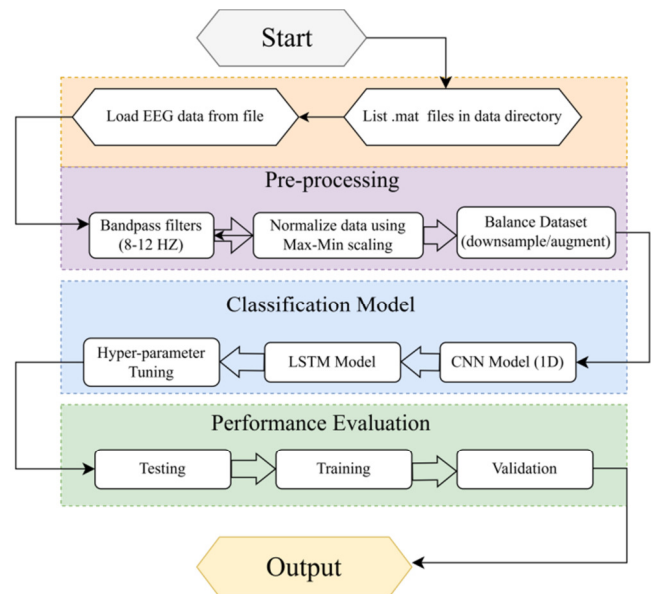 Start
List .mat files in data directory
Load EEG data from file
Pre-processing
Bandpass filters
(8-12 HZ)
Normalize data using
Max-Min scaling
Balance Dataset
(downsample/augment)
Classification Model
CNN Model (1D)
LSTM Model
Hyper-parameter
Tuning
Performance Evaluation
Testing
Training
Validation
Output